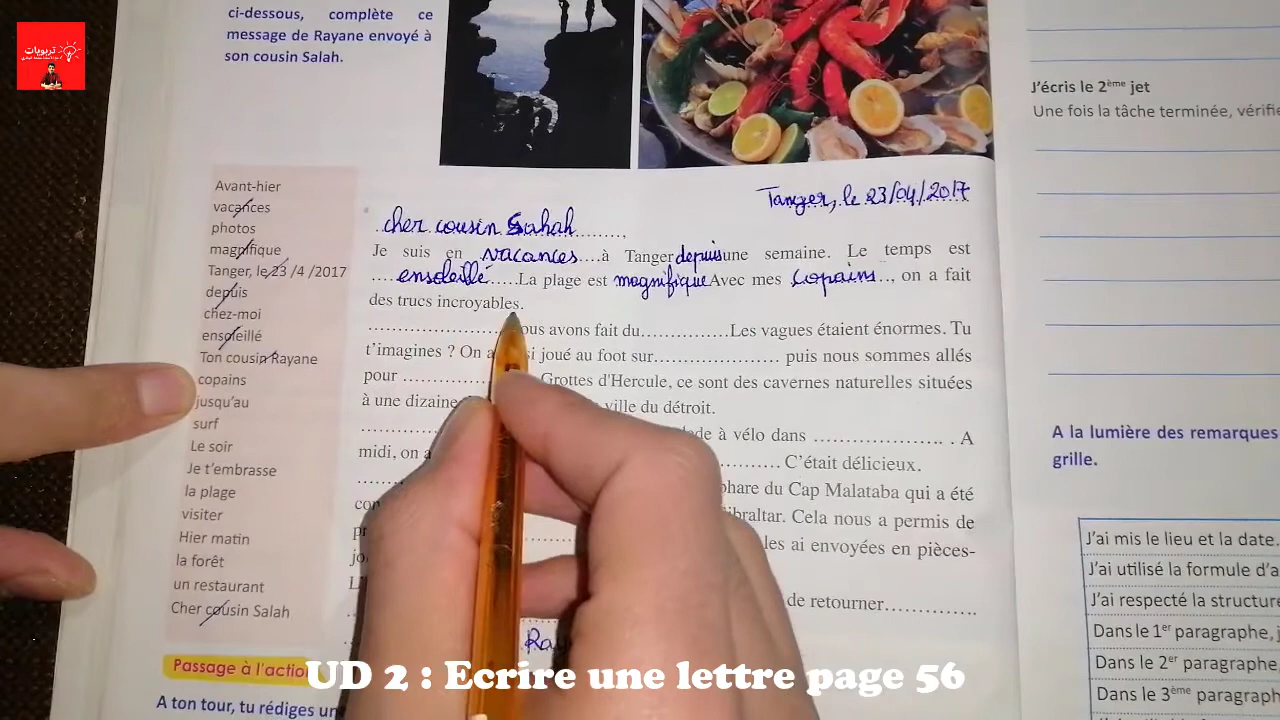 تربويات
ci-dessous, complète ce
message de Rayane envoyé à
son cousin Salah.
Avant-hier
vacances
photos
magnifique
Tanger, le 23 /4 /2017
depuis
chez-moi
ensoleillé
Ton cousin Rayane
copains
jusqu'au
surf
Le soir
Je t'embrasse
la plage
visiter
Hier matin
la forêt
un restaurant
Cher cousin Salah
Passage à l'actio
A ton tour, tu rédiges un
Tanger, le 23/04/2017
cher cousin Sahah,
Je suis en vacances à Tanger depuis une semaine. Le temps est
ensoleillé La plage est magnifique Avec mes copains, on a fait
des trucs incroyables.
ous avons fait du.............Les vagues étaient énormes. Tu
t'imagines ? On a si joué au foot sur................... puis nous sommes allés
pour ............... Grottes d'Hercule, ce sont des cavernes naturelles situées
à une dizaine ville du détroit.
ade à vélo dans .................... . A
midi, on a .......... C'était délicieux.
phare du Cap Malataba qui a été
con ibraltar. Cela nous a permis de
pr les ai envoyées en pièces-
jo
de retourner..............
Ray
J'écris le 2ème jet
Une fois la tâche terminée, vérifie
A la lumière des remarques
grille.
J'ai mis le lieu et la date.
J'ai utilisé la formule d'a
J'ai respecté la structure
Dans le 1er paragraphe,
Dans le 2ème paragraphe
Dans le 3ème paragraph
UD 2 : Ecrire une lettre page 56